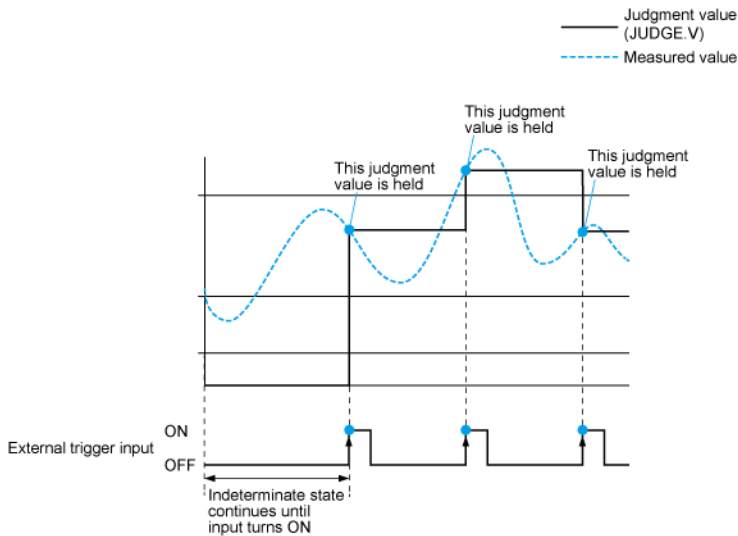 Judgment value
(JUDGE.V)
Measured value
This judgment
value is held
This judgment
value is held
This judgment
value is held
ON
External trigger input
OFF
Indeterminate state
continues until
input turns ON